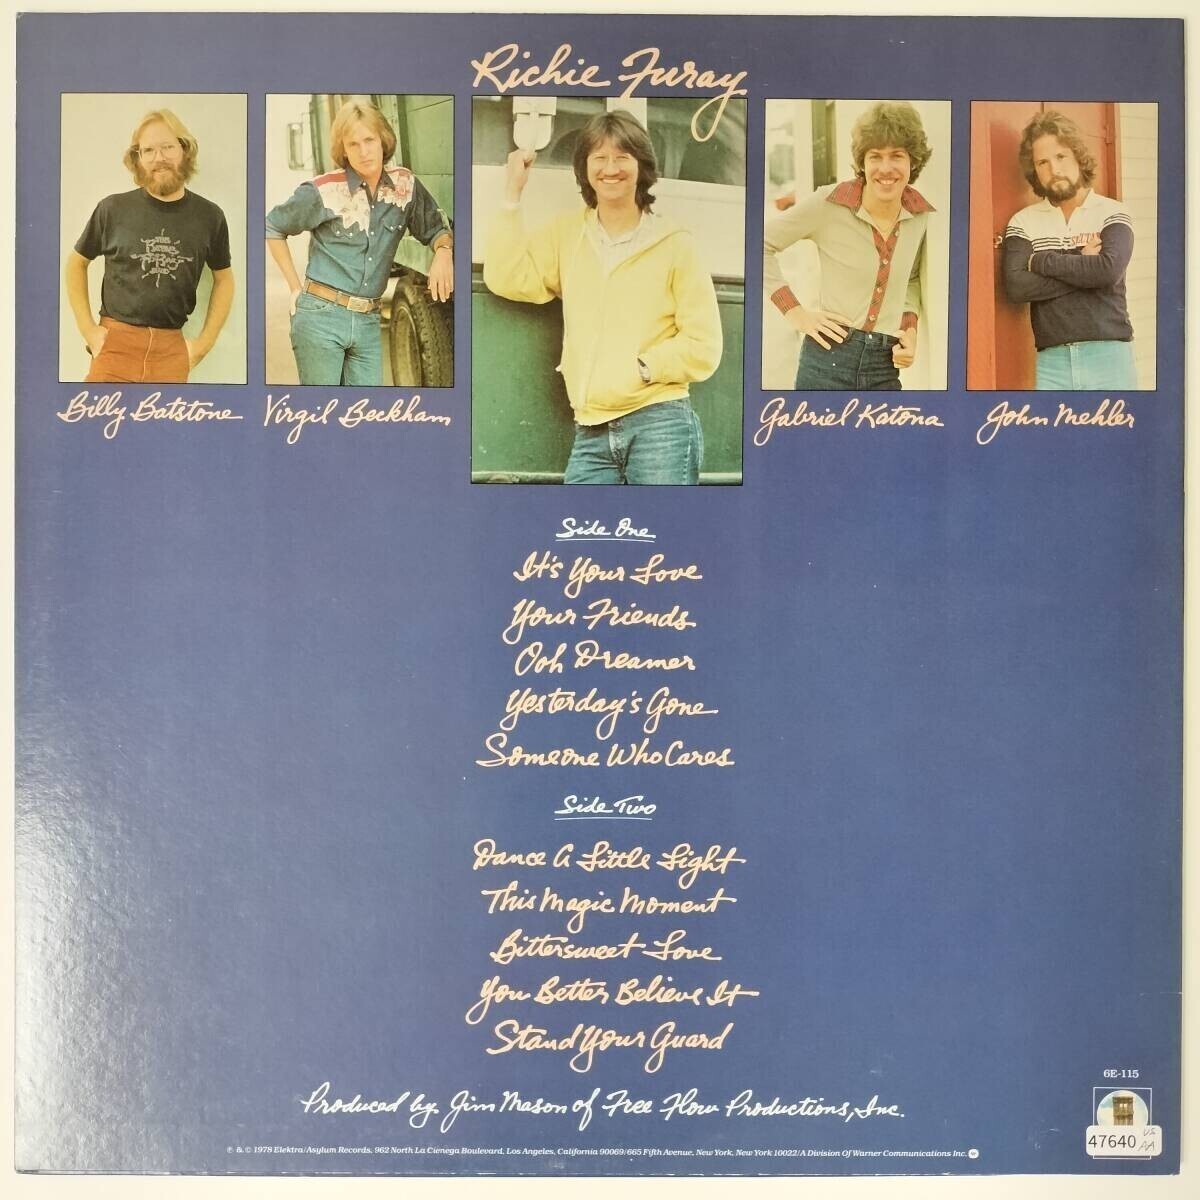 Richie Furay
Billy Batstone
Virgil Beckham
Gabriel Katona
John Mehler
Side One
It's Your Love
Your Friends
Ooh Dreamer
Yesterday's Gone
Someone Who Cares
Side Two
Dance A Little Light
This Magic Moment
Bittersweet Love
You Better Believe It
Stand Your Guard
Produced by Jim Mason of Free Flow Productions, Inc.
6E-115
47640 US
AA
℗ & © 1978 Elektra/Asylum Records, 962 North La Cienega Boulevard, Los Angeles, California 90069/665 Fifth Avenue, New York, New York 10022/A Division Of Warner Communications Inc.